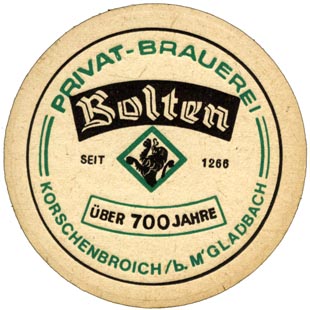 PRIVAT-BRAUEREI
Bolten
SEIT 1266
ÜBER 700 JAHRE
KORSCHENBROICH/b. M'GLADBACH